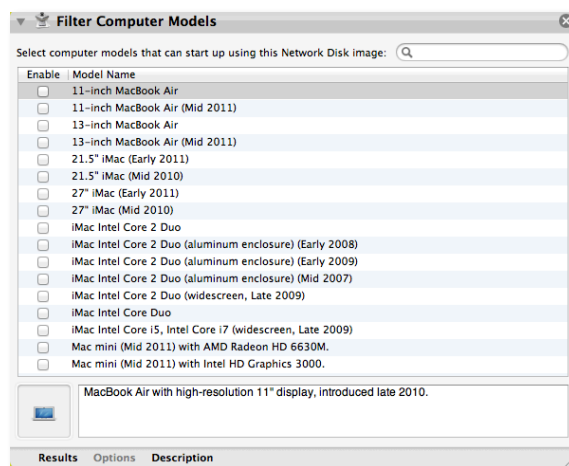 Filter Computer Models
Select computer models that can start up using this Network Disk image:
Enable Model Name
11-inch MacBook Air
11-inch MacBook Air (Mid 2011)
13-inch MacBook Air
13-inch MacBook Air (Mid 2011)
21.5" iMac (Early 2011)
21.5" iMac (Mid 2010)
27" iMac (Early 2011)
27" iMac (Mid 2010)
iMac Intel Core 2 Duo
iMac Intel Core 2 Duo (aluminum enclosure) (Early 2008)
iMac Intel Core 2 Duo (aluminum enclosure) (Early 2009)
iMac Intel Core 2 Duo (aluminum enclosure) (Mid 2007)
iMac Intel Core 2 Duo (widescreen, Late 2009)
iMac Intel Core Duo
iMac Intel Core i5, Intel Core i7 (widescreen, Late 2009)
Mac mini (Mid 2011) with AMD Radeon HD 6630M.
Mac mini (Mid 2011) with Intel HD Graphics 3000.
MacBook Air with high-resolution 11" display, introduced late 2010.
Results Options Description